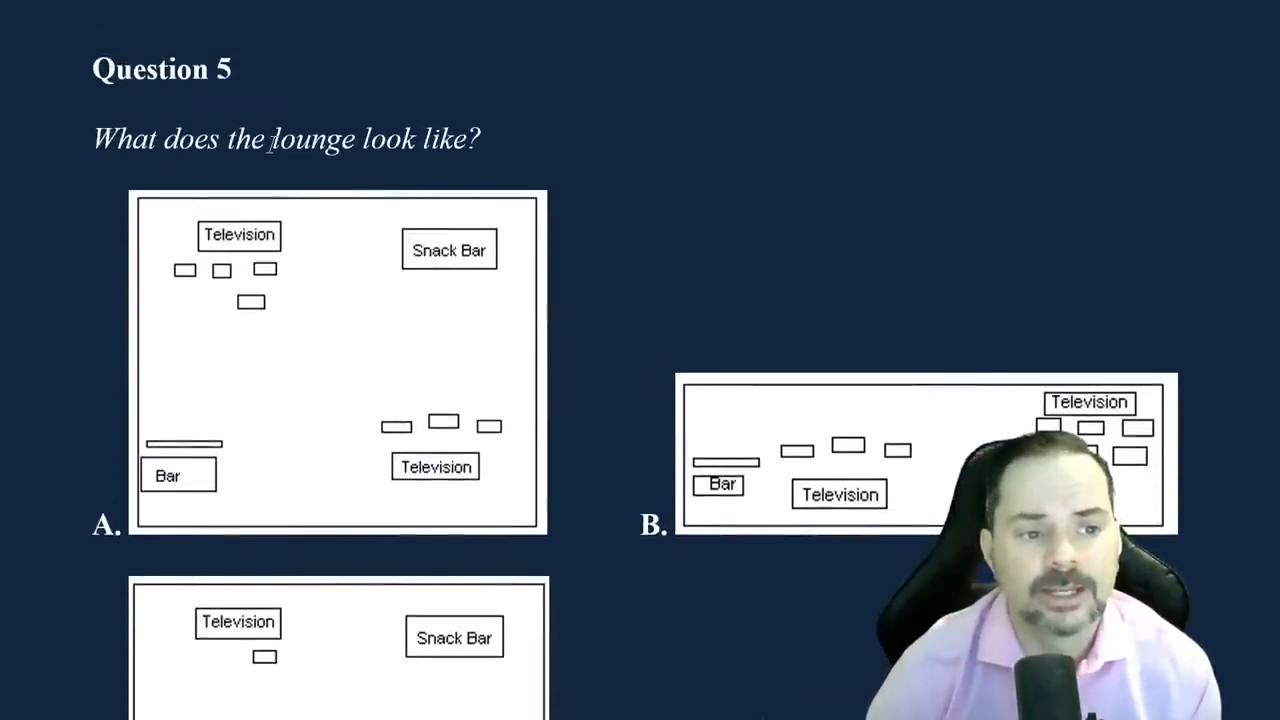 Question 5
What does the lounge look like?
Television
Snack Bar
Television
Bar
A.
Television
Bar
Television
B.
Television
Snack Bar